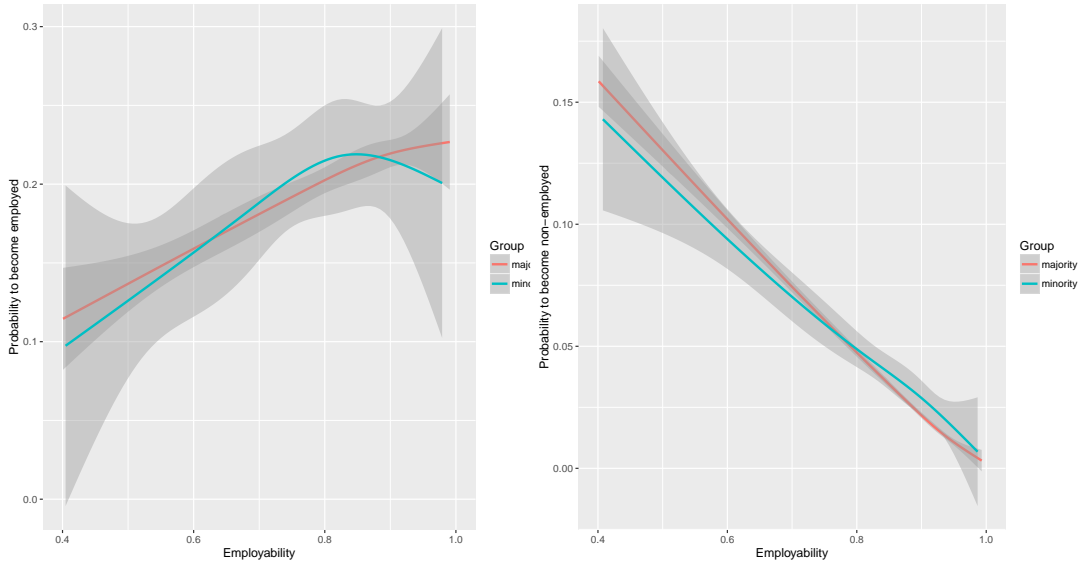 Probability to become employed
0.3
0.2
0.1
0.0
0.4
0.6
0.8
1.0
Employability
Group
majo
mino
Probability to become non−employed
0.15
0.10
0.05
0.00
0.4
0.6
0.8
1.0
Employability
Group
majority
minority